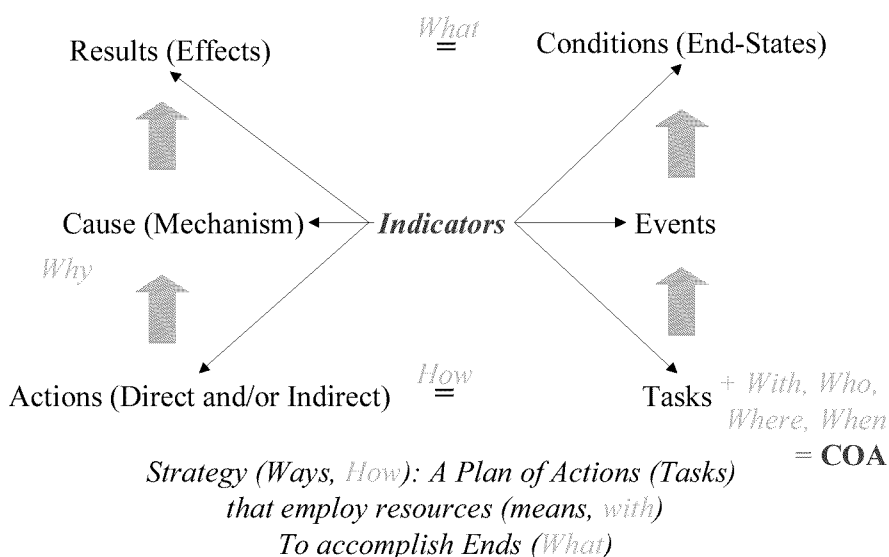 What
Results (Effects) = Conditions (End-States)
Cause (Mechanism) Indicators Events
Why
How
Actions (Direct and/or Indirect) = Tasks + With, Who,
Where, When
= COA
Strategy (Ways, How): A Plan of Actions (Tasks)
that employ resources (means, with)
To accomplish Ends (What)